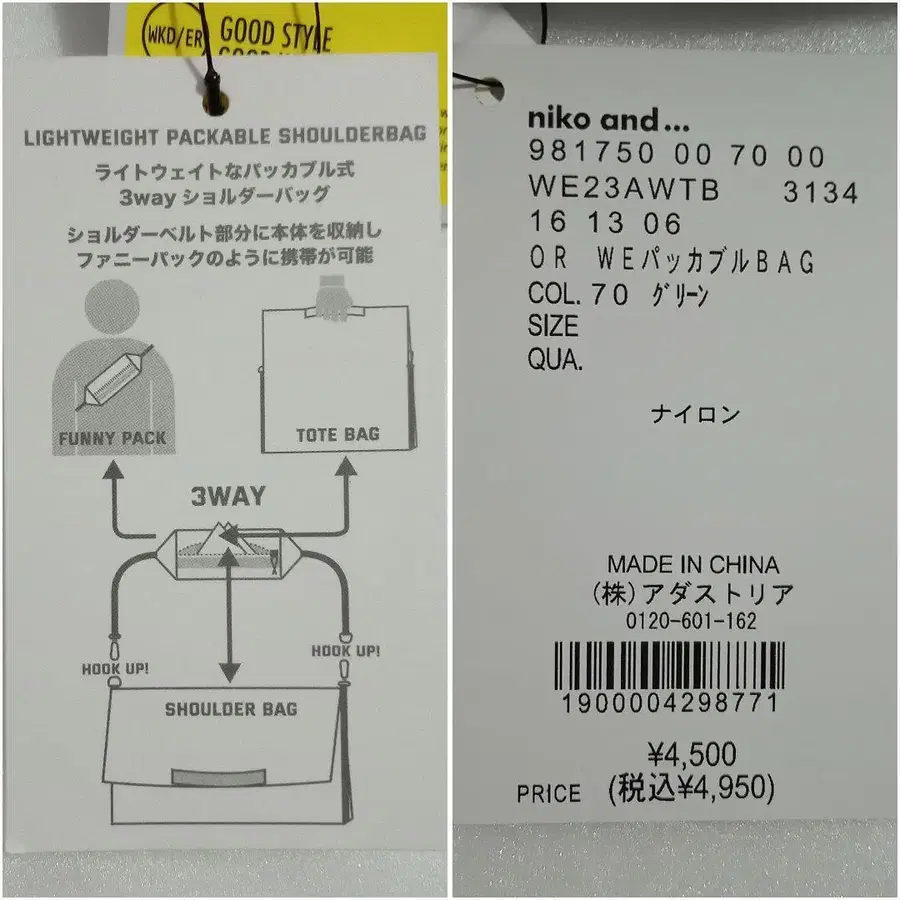 WKD/ER
GOOD STYLE
LIGHTWEIGHT PACKABLE SHOULDERBAG
ライトウェイトなパッカブル式
3wayショルダーバッグ
ショルダーベルト部分に本体を収納し
ファニーパックのように携帯が可能
FUNNY PACK
TOTE BAG
3WAY
HOOK UP!
HOOK UP!
SHOULDER BAG
niko and...
981750 00 70 00
WE23AWTB 3134
16 13 06
OR WEパッカブルBAG
COL. 70 グリーン
SIZE
QUA.
ナイロン
MADE IN CHINA
(株)アダストリア
0120-601-162
1900004298771
¥4,500
PRICE (税込¥4,950)